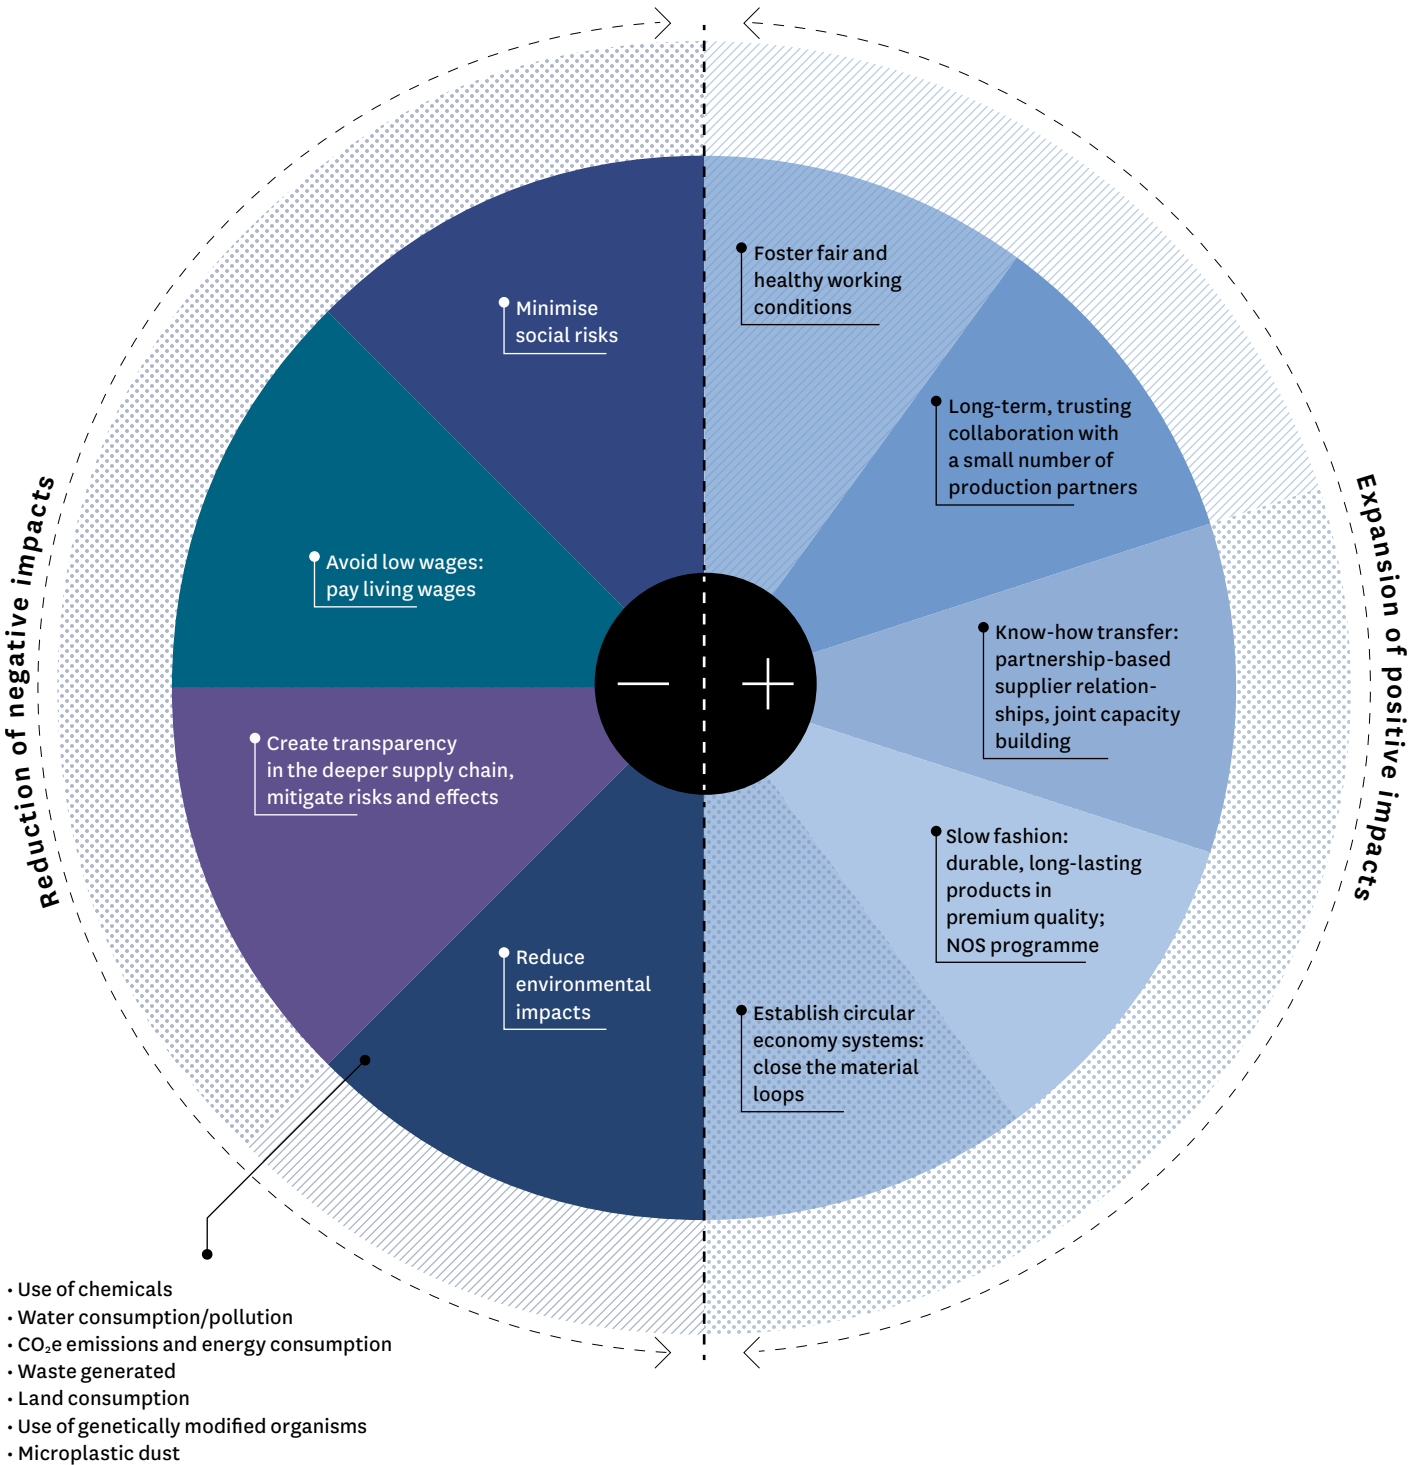 Reduction of negative impacts
Expansion of positive impacts
Minimise
social risks
Avoid low wages:
pay living wages
Create transparency
in the deeper supply chain,
mitigate risks and effects
Reduce
environmental
impacts
Foster fair and
healthy working
conditions
Long-term, trusting
collaboration with
a small number of
production partners
Know-how transfer:
partnership-based
supplier relation-
ships, joint capacity
building
Slow fashion:
durable, long-lasting
products in
premium quality;
NOS programme
Establish circular
economy systems:
close the material
loops
− +
· Use of chemicals
· Water consumption/pollution
· CO₂e emissions and energy consumption
· Waste generated
· Land consumption
· Use of genetically modified organisms
· Microplastic dust